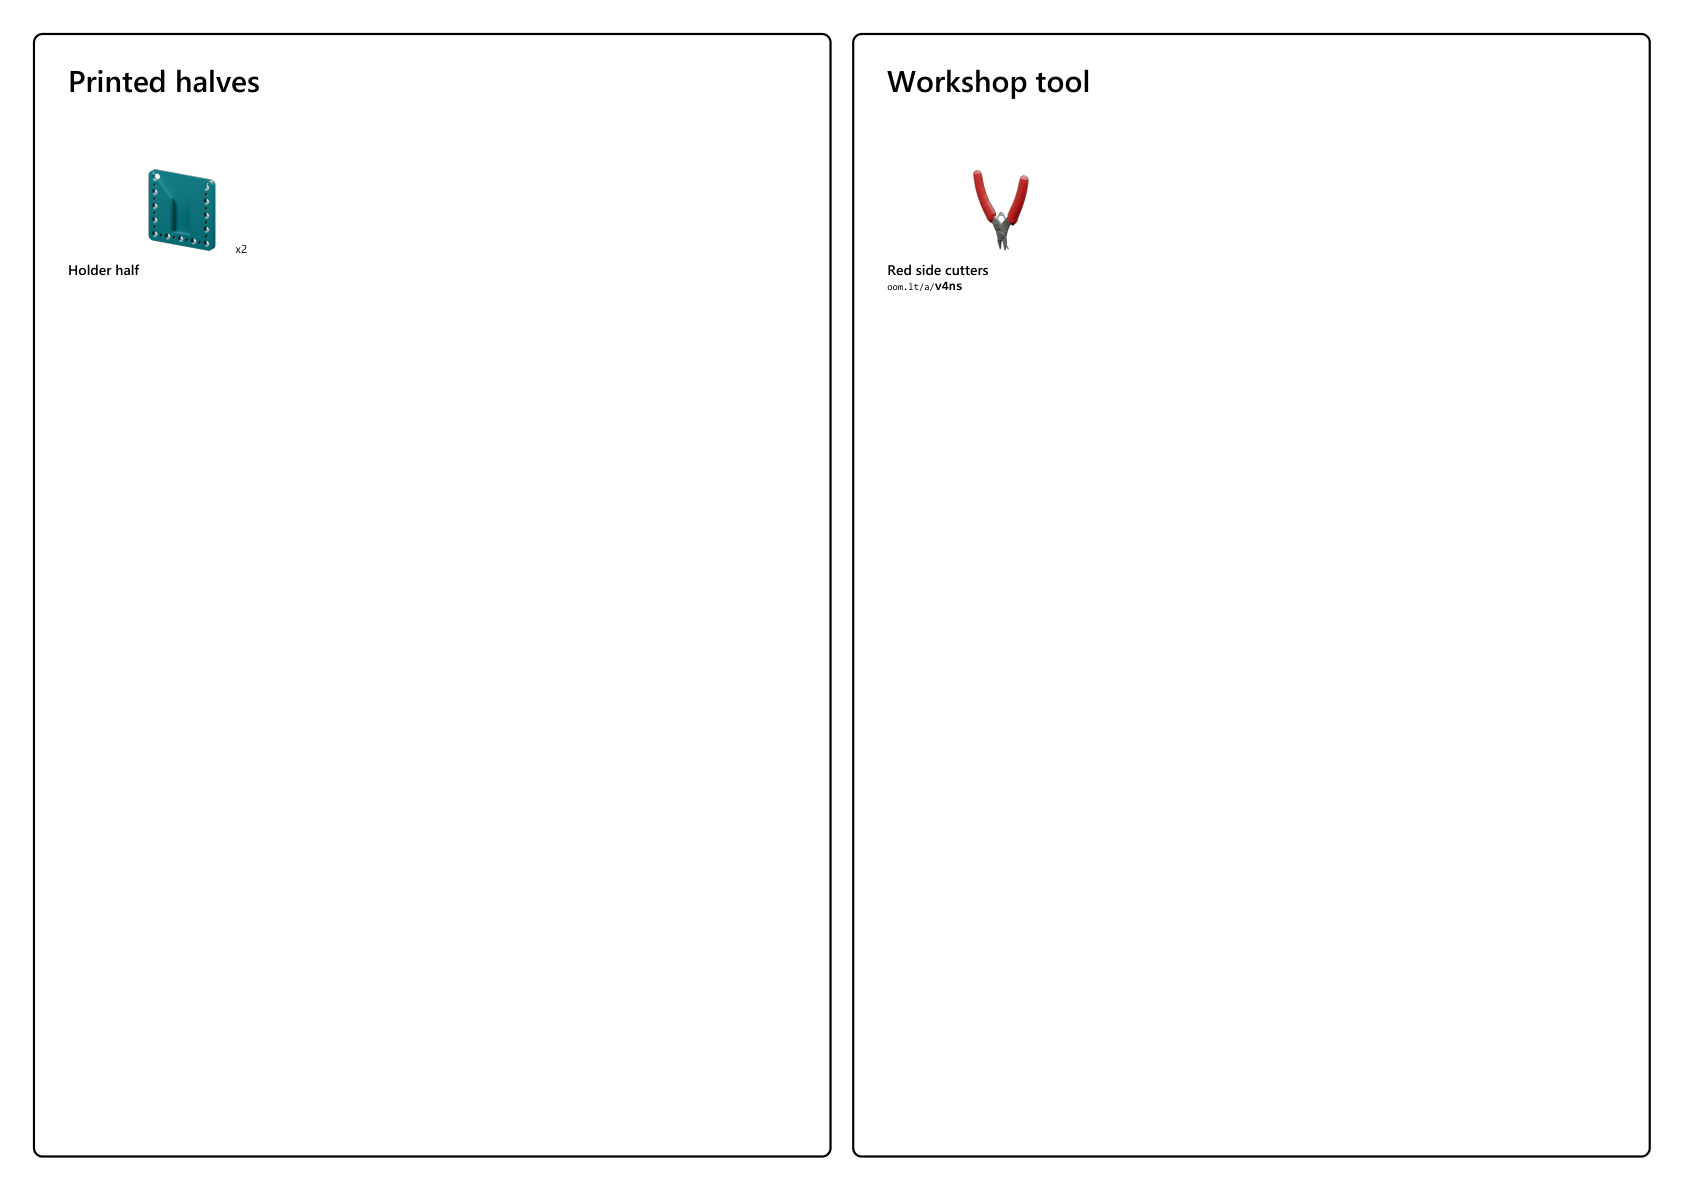 Printed halves
x2
Holder half
Workshop tool
Red side cutters
oom.lt/a/v4ns